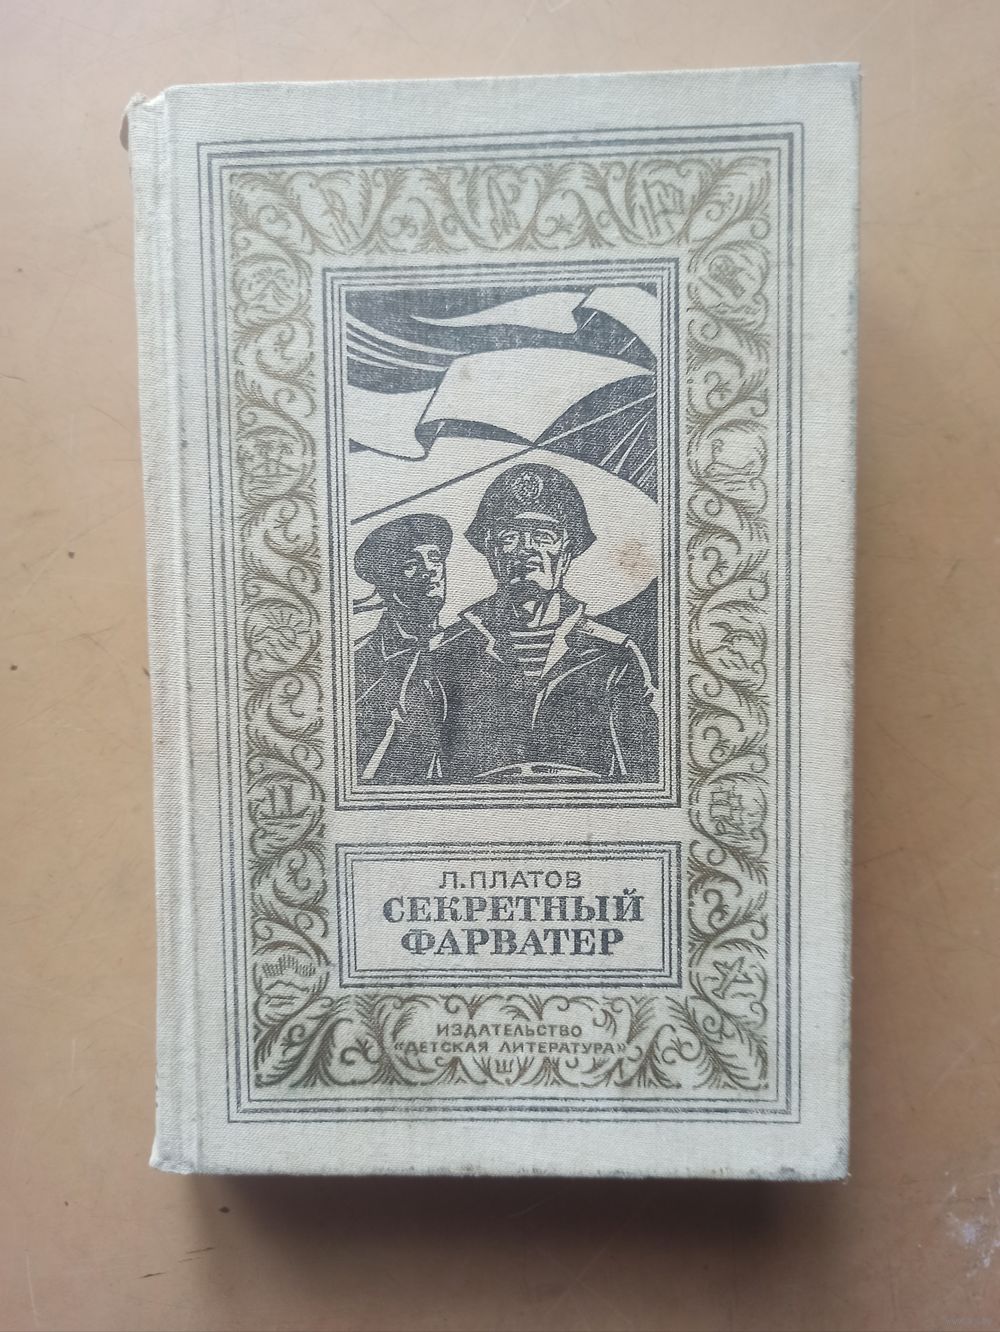 Л.ПЛАТОВ
СЕКРЕТНЫЙ
ФАРВАТЕР
ИЗДАТЕЛЬСТВО
«ДЕТСКАЯ ЛИТЕРАТУРА»